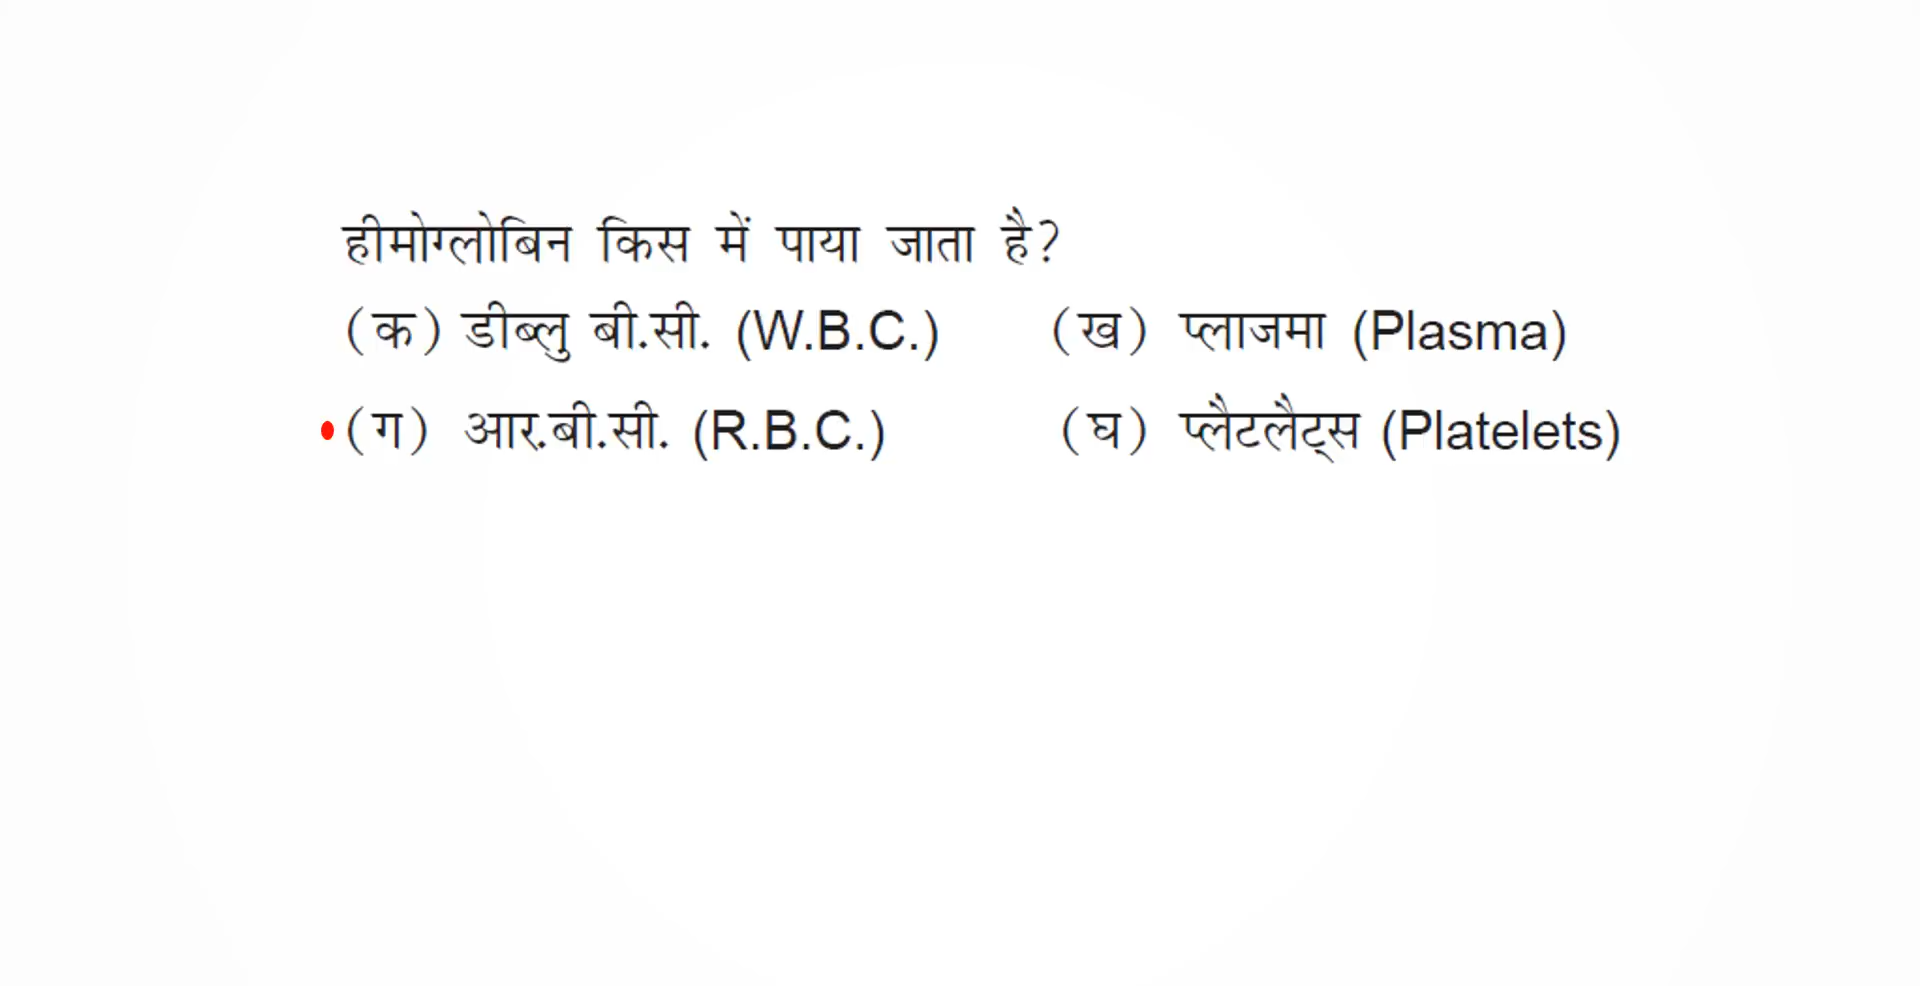 हीमोग्लोबिन किस में पाया जाता है?
(क) डीब्लु बी.सी. (W.B.C.) (ख) प्लाजमा (Plasma)
(ग) आर.बी.सी. (R.B.C.) (घ) प्लैटलैट्स (Platelets)